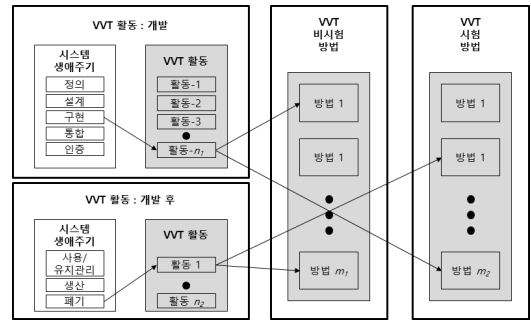 VVT 활동 : 개발
시스템
생애주기
정의
설계
구현
통합
인증
VVT 활동
활동-1
활동-2
활동-3
활동-n₁
VVT 활동 : 개발 후
시스템
생애주기
사용/
유지관리
생산
폐기
VVT 활동
활동 1
활동 n₂
VVT
비시험
방법
방법 1
방법 1
방법 m₁
VVT
시험
방법
방법 1
방법 1
방법 m₂